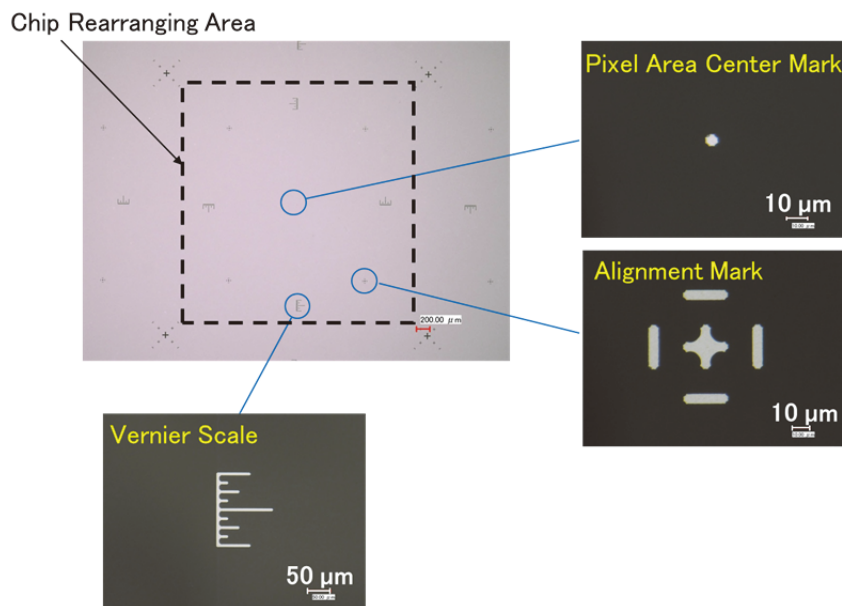 Chip Rearranging Area
Pixel Area Center Mark
10 μm
Alignment Mark
10 μm
200.00 μm
Vernier Scale
50 μm